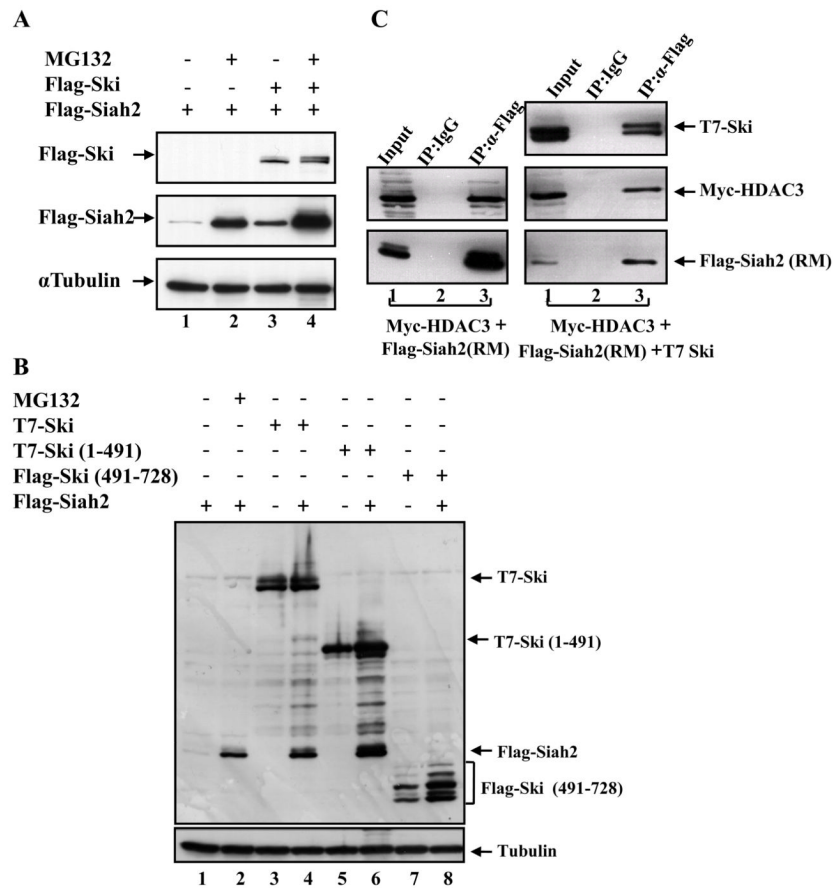 A
MG132 - + - +
Flag-Ski - - + +
Flag-Siah2 + + + +
Flag-Ski
Flag-Siah2
αTubulin
1 2 3 4
C
Input IP:IgG IP:α-Flag
Input IP:IgG IP:α-Flag
T7-Ski
Myc-HDAC3
Flag-Siah2 (RM)
1 2 3
Myc-HDAC3 +
Flag-Siah2(RM)
1 2 3
Myc-HDAC3 +
Flag-Siah2(RM) +T7 Ski
B
MG132 - + - - - - - -
T7-Ski - - + + - - - -
T7-Ski (1-491) - - - - + + - -
Flag-Ski (491-728) - - - - - - + +
Flag-Siah2 + + - + - + - +
T7-Ski
T7-Ski (1-491)
Flag-Siah2
Flag-Ski (491-728)
Tubulin
1 2 3 4 5 6 7 8